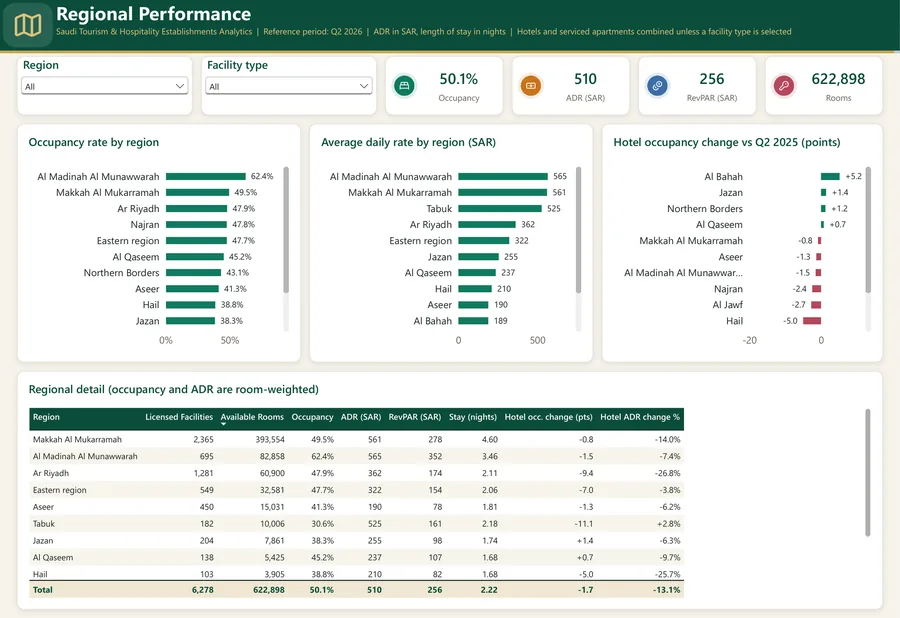 Regional Performance
Saudi Tourism & Hospitality Establishments Analytics | Reference period: Q2 2026 | ADR in SAR, length of stay in nights | Hotels and serviced apartments combined unless a facility type is selected
Region
All
Facility type
All
50.1%
Occupancy
510
ADR (SAR)
256
RevPAR (SAR)
622,898
Rooms
Occupancy rate by region
Al Madinah Al Munawwarah 62.4%
Makkah Al Mukarramah 49.5%
Ar Riyadh 47.9%
Najran 47.8%
Eastern region 47.7%
Al Qaseem 45.2%
Northern Borders 43.1%
Aseer 41.3%
Hail 38.8%
Jazan 38.3%
0% 50%
Average daily rate by region (SAR)
Al Madinah Al Munawwarah 565
Makkah Al Mukarramah 561
Tabuk 525
Ar Riyadh 362
Eastern region 322
Jazan 255
Al Qaseem 237
Hail 210
Aseer 190
Al Bahah 189
0 500
Hotel occupancy change vs Q2 2025 (points)
Al Bahah +5.2
Jazan +1.4
Northern Borders +1.2
Al Qaseem +0.7
Makkah Al Mukarramah -0.8
Aseer -1.3
Al Madinah Al Munawwar... -1.5
Najran -2.4
Al Jawf -2.7
Hail -5.0
-20 0
Regional detail (occupancy and ADR are room-weighted)
Region Licensed Facilities Available Rooms Occupancy ADR (SAR) RevPAR (SAR) Stay (nights) Hotel occ. change (pts) Hotel ADR change %
Makkah Al Mukarramah 2,365 393,554 49.5% 561 278 4.60 -0.8 -14.0%
Al Madinah Al Munawwarah 695 82,858 62.4% 565 352 3.46 -1.5 -7.4%
Ar Riyadh 1,281 60,900 47.9% 362 174 2.11 -9.4 -26.8%
Eastern region 549 32,581 47.7% 322 154 2.06 -7.0 -3.8%
Aseer 450 15,031 41.3% 190 78 1.81 -1.3 -6.2%
Tabuk 182 10,006 30.6% 525 161 2.18 -11.1 +2.8%
Jazan 204 7,861 38.3% 255 98 1.74 +1.4 -6.3%
Al Qaseem 138 5,425 45.2% 237 107 1.68 +0.7 -9.7%
Hail 103 3,905 38.8% 210 82 1.68 -5.0 -25.7%
Total 6,278 622,898 50.1% 510 256 2.22 -1.7 -13.1%